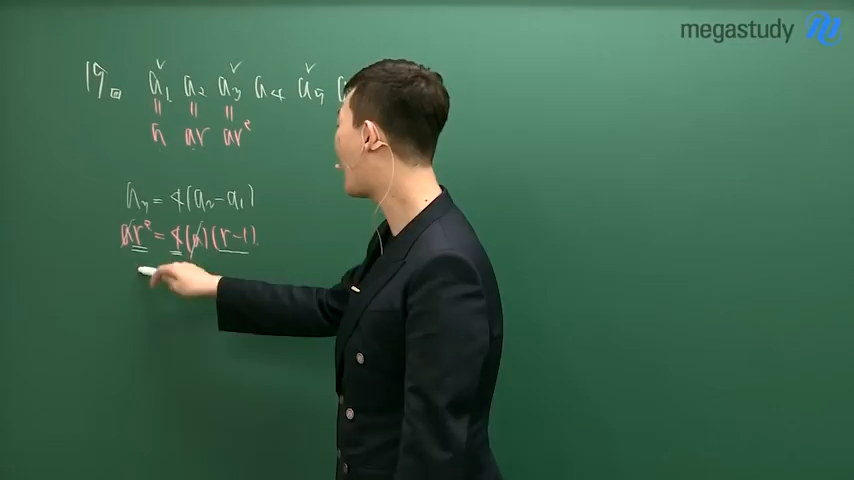 megastudy
19. a₁ a₂ a₃ a₄ a₅
= = =
a ar ar²
a₃ = 4(a₂-a₁)
ar² = 4(a)(r-1)